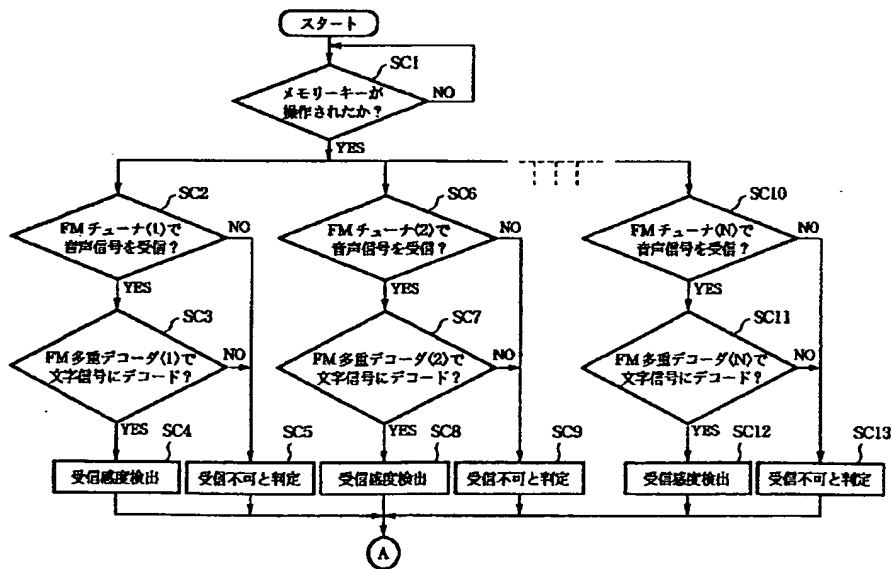 スタート
SC1
メモリーキーが
操作されたか？
NO
YES
SC2
FMチューナ(1)で
音声信号を受信？
NO
YES
SC3
FM多重デコーダ(1)で
文字信号にデコード？
NO
YES
SC4
受信感度検出
SC5
受信不可と判定
SC6
FMチューナ(2)で
音声信号を受信？
NO
YES
SC7
FM多重デコーダ(2)で
文字信号にデコード？
NO
YES
SC8
受信感度検出
SC9
受信不可と判定
SC10
FMチューナ(N)で
音声信号を受信？
NO
YES
SC11
FM多重デコーダ(N)で
文字信号にデコード？
NO
YES
SC12
受信感度検出
SC13
受信不可と判定
A